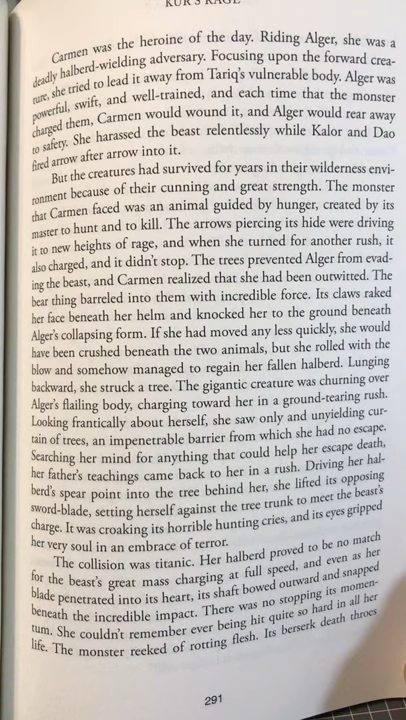 KUR'S RAGE
Carmen was the heroine of the day. Riding Alger, she was a
deadly halberd-wielding adversary. Focusing upon the forward crea-
ture, she tried to lead it away from Tariq's vulnerable body. Alger was
powerful, swift, and well-trained, and each time that the monster
charged them, Carmen would wound it, and Alger would rear away
to safety. She harassed the beast relentlessly while Kalor and Dao
fired arrow after arrow into it.
But the creatures had survived for years in their wilderness envi-
ronment because of their cunning and great strength. The monster
that Carmen faced was an animal guided by hunger, created by its
master to hunt and to kill. The arrows piercing its hide were driving
it to new heights of rage, and when she turned for another rush, it
also charged, and it didn't stop. The trees prevented Alger from evad-
ing the beast, and Carmen realized that she had been outwitted. The
bear thing barreled into them with incredible force. Its claws raked
her face beneath her helm and knocked her to the ground beneath
Alger's collapsing form. If she had moved any less quickly, she would
have been crushed beneath the two animals, but she rolled with the
blow and somehow managed to regain her fallen halberd. Lunging
backward, she struck a tree. The gigantic creature was churning over
Alger's flailing body, charging toward her in a ground-tearing rush.
Looking frantically about herself, she saw only and unyielding cur-
tain of trees, an impenetrable barrier from which she had no escape.
Searching her mind for anything that could help her escape death,
her father's teachings came back to her in a rush. Driving her hal-
berd's spear point into the tree behind her, she lifted its opposing
sword-blade, setting herself against the tree trunk to meet the beast's
charge. It was croaking its horrible hunting cries, and its eyes gripped
her very soul in an embrace of terror.
The collision was titanic. Her halberd proved to be no match
for the beast's great mass charging at full speed, and even as her
blade penetrated into its heart, its shaft bowed outward and snapped
beneath the incredible impact. There was no stopping its momen-
tum. She couldn't remember ever being hit quite so hard in all her
life. The monster reeked of rotting flesh. Its berserk death throes
291